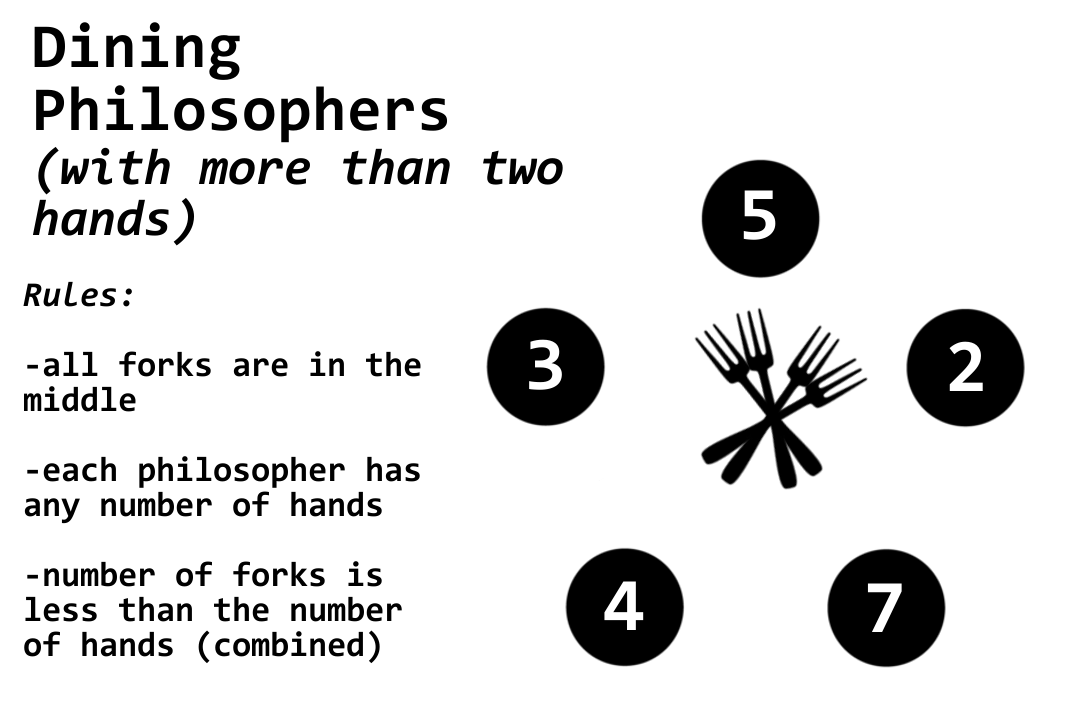 Dining
Philosophers
(with more than two
hands)
Rules:
-all forks are in the
middle
-each philosopher has
any number of hands
-number of forks is
less than the number
of hands (combined)
5
3
2
4
7